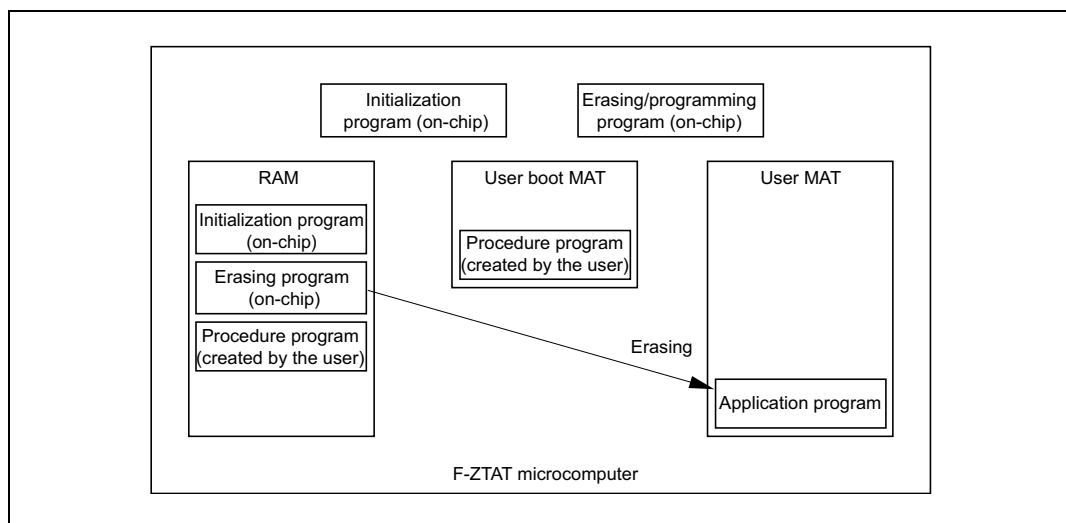 Initialization
program (on-chip)
Erasing/programming
program (on-chip)
RAM
Initialization program
(on-chip)
Erasing program
(on-chip)
Procedure program
(created by the user)
User boot MAT
Procedure program
(created by the user)
User MAT
Erasing
Application program
F-ZTAT microcomputer